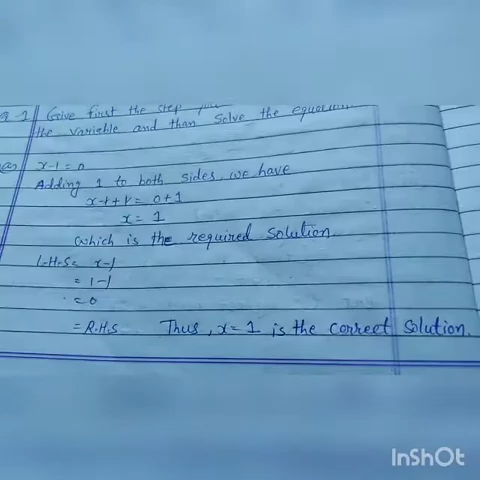 Give first the step
the variable and than solve the
(a) x-1=0
Adding 1 to both sides, we have
x-1+1=0+1
x=1
which is the required solution.
L.H.S= x-1
= 1-1
=0
=R.H.S Thus, x=1 is the correct solution.
InShOt